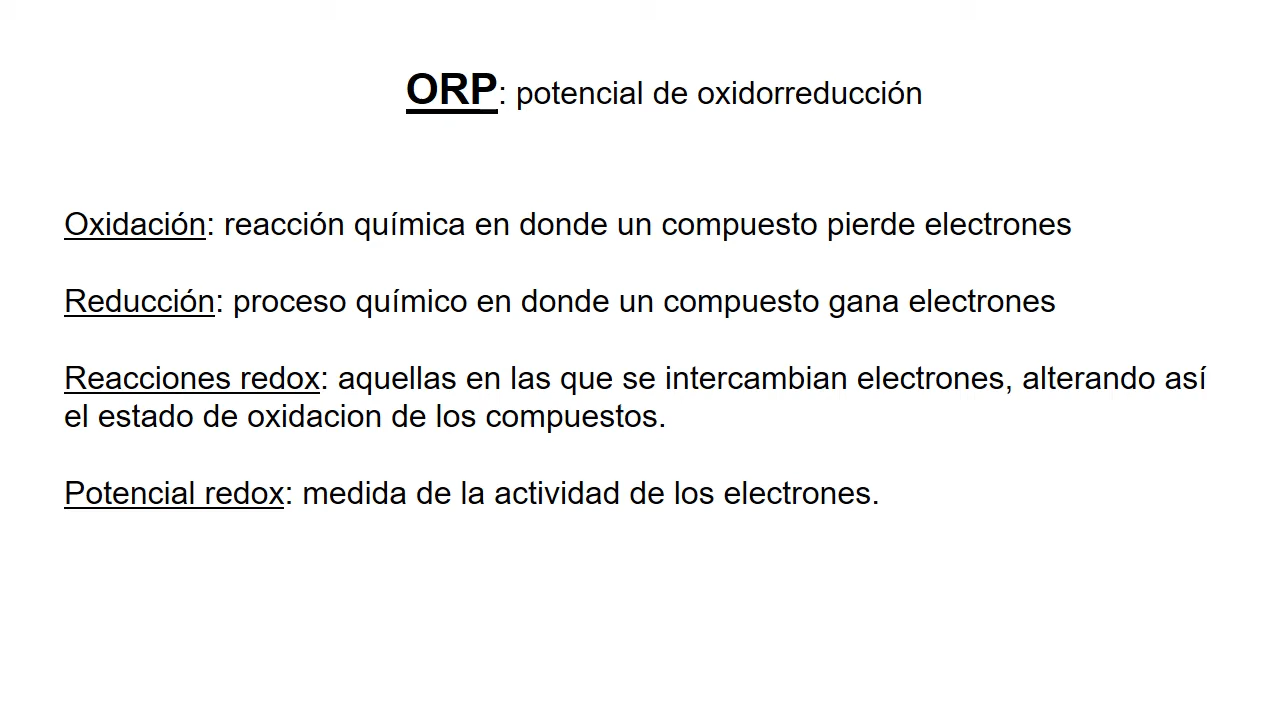 ORP: potencial de oxidorreducción
Oxidación: reacción química en donde un compuesto pierde electrones
Reducción: proceso químico en donde un compuesto gana electrones
Reacciones redox: aquellas en las que se intercambian electrones, alterando así
el estado de oxidacion de los compuestos.
Potencial redox: medida de la actividad de los electrones.